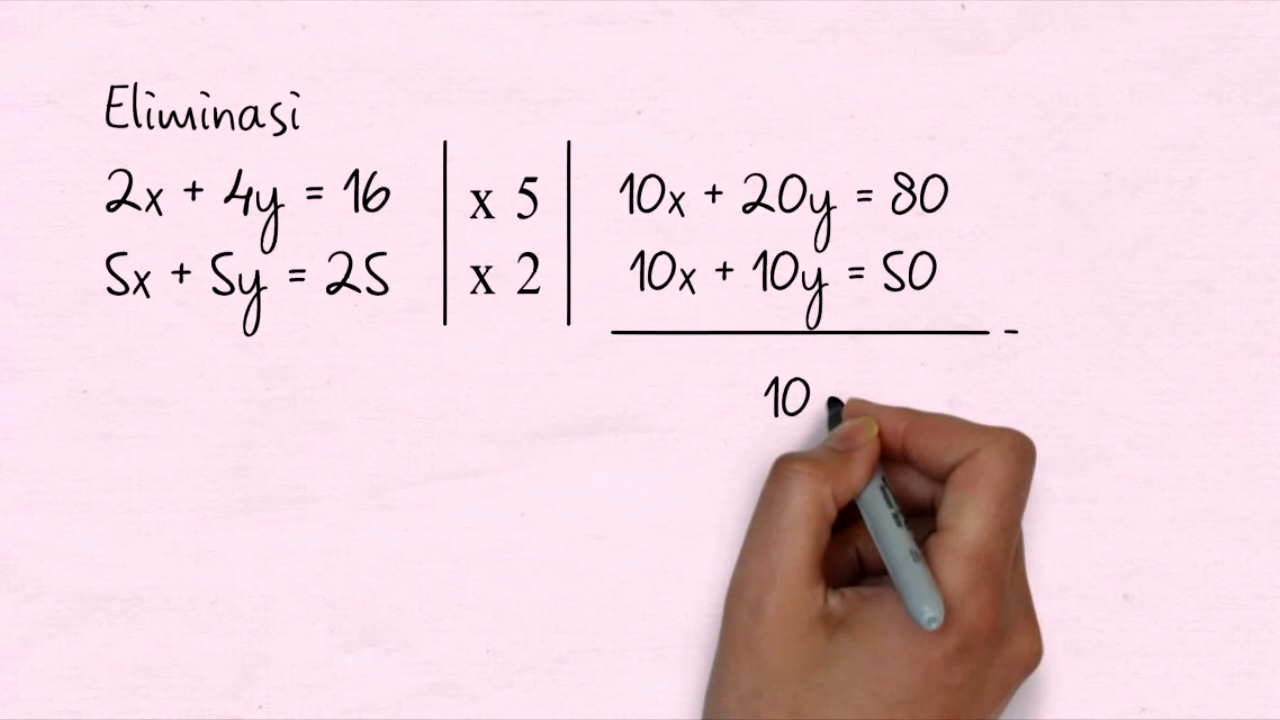 Eliminasi
2x + 4y = 16 | x 5 | 10x + 20y = 80
5x + 5y = 25 | x 2 | 10x + 10y = 50
-
10